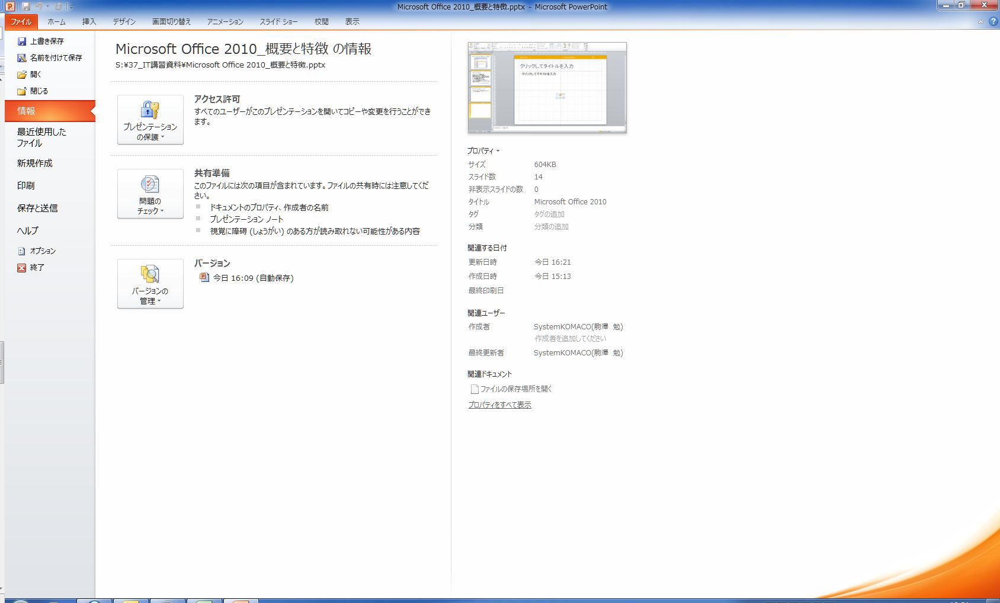 Microsoft Office 2010_概要と特徴.pptx - Microsoft PowerPoint
ファイル ホーム 挿入 デザイン 画面切り替え アニメーション スライド ショー 校閲 表示
上書き保存
名前を付けて保存
開く
閉じる
情報
最近使用した
ファイル
新規作成
印刷
保存と送信
ヘルプ
オプション
終了
Microsoft Office 2010_概要と特徴 の情報
S:¥37_IT講習資料¥Microsoft Office 2010_概要と特徴.pptx
プレゼンテーション
の保護
アクセス許可
すべてのユーザーがこのプレゼンテーションを開いてコピーや変更を行うことができ
ます。
問題の
チェック
共有準備
このファイルには次の項目が含まれています。ファイルの共有時には注意してくだ
さい。
ドキュメントのプロパティ、作成者の名前
プレゼンテーション ノート
視覚に障碍 (しょうがい) のある方が読み取れない可能性がある内容
バージョンの
管理
バージョン
今日 16:09 (自動保存)
クリックしてタイトルを入力
クリックしてテキストを入力
プロパティ
サイズ 604KB
スライド数 14
非表示スライドの数 0
タイトル Microsoft Office 2010
タグ タグの追加
分類 分類の追加
関連する日付
更新日時 今日 16:21
作成日時 今日 15:13
最終印刷日
関連ユーザー
作成者 SystemKOMACO(駒澤 勉)
作成者を追加してください
最終更新者 SystemKOMACO(駒澤 勉)
関連ドキュメント
ファイルの保存場所を開く
プロパティをすべて表示